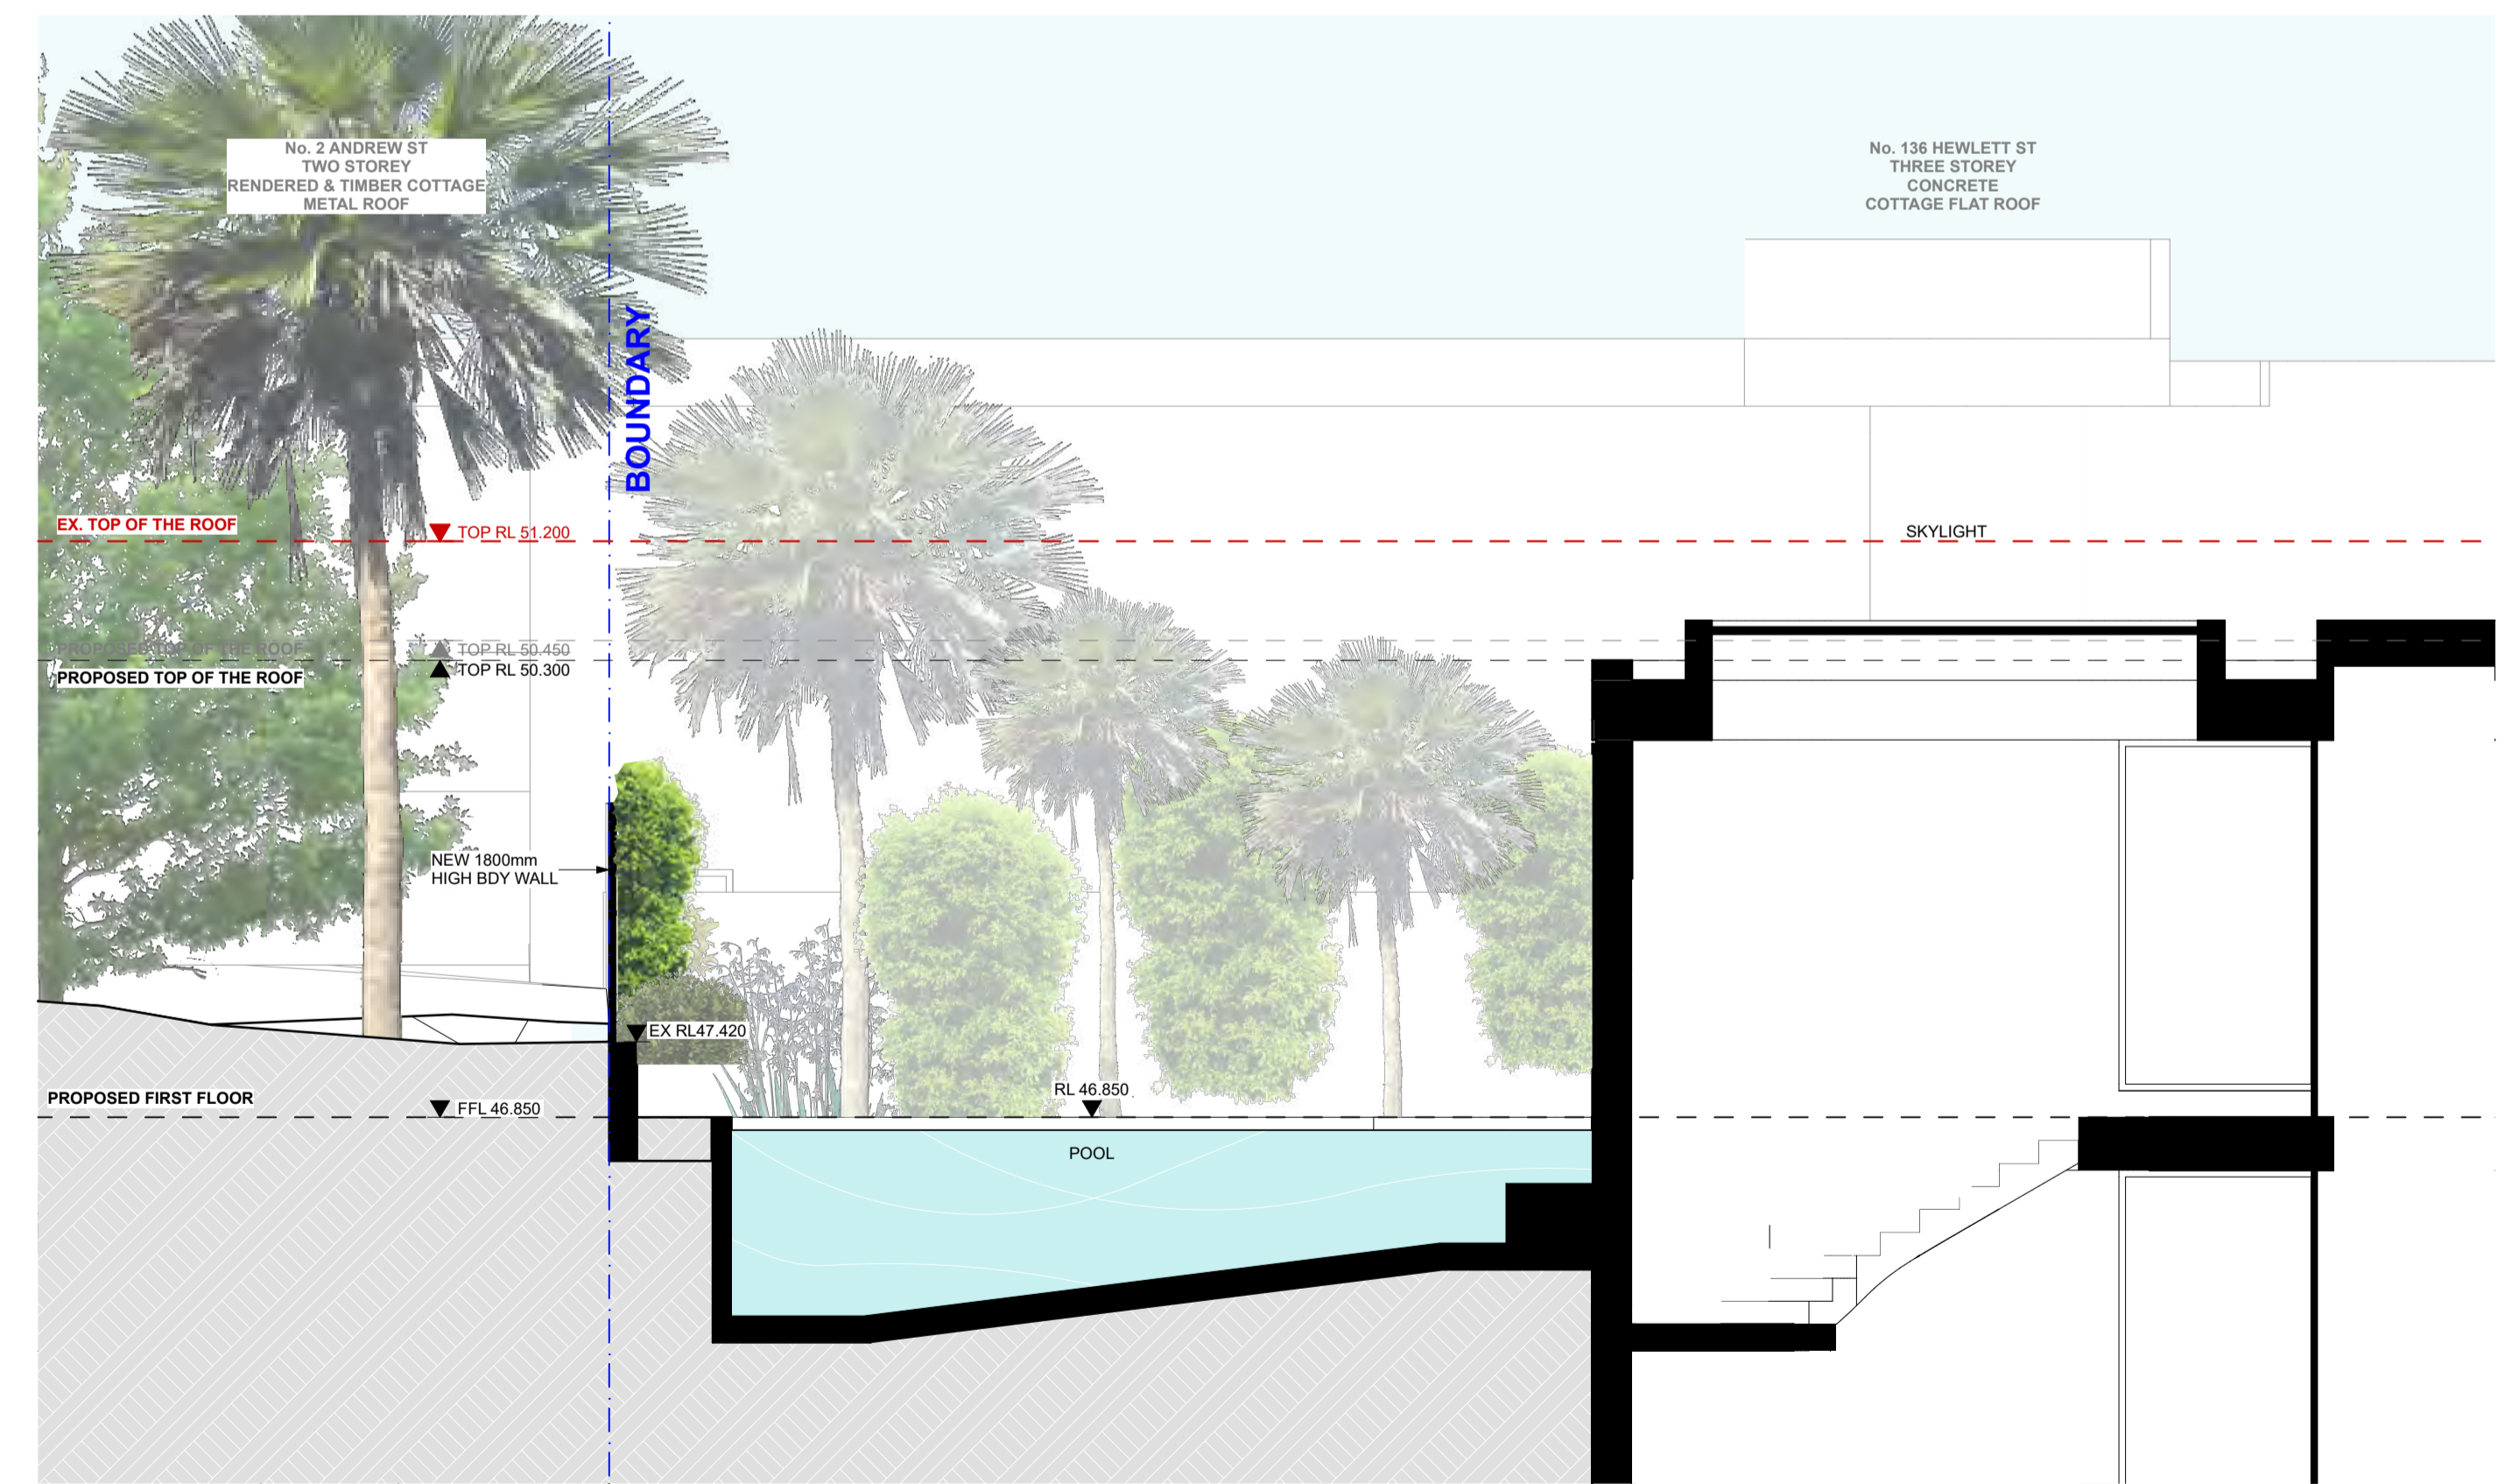 No. 2 ANDREW ST
TWO STOREY
RENDERED & TIMBER COTTAGE
METAL ROOF
No. 136 HEWLETT ST
THREE STOREY
CONCRETE
COTTAGE FLAT ROOF
BOUNDARY
EX. TOP OF THE ROOF
TOP RL 51.200
SKYLIGHT
PROPOSED TOP OF THE ROOF
TOP RL 50.450
PROPOSED TOP OF THE ROOF
TOP RL 50.300
NEW 1800mm
HIGH BDY WALL
EX RL47.420
PROPOSED FIRST FLOOR
FFL 46.850
RL 46.850
POOL